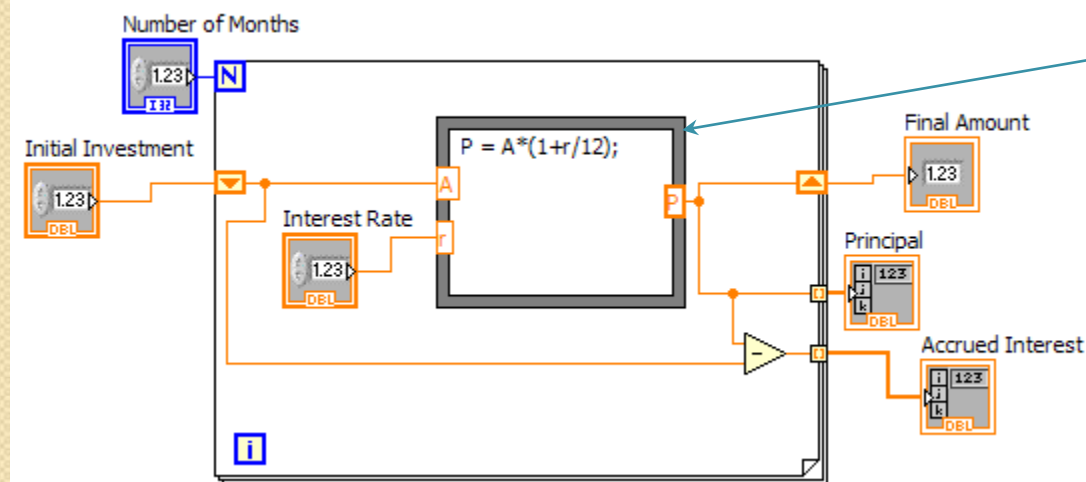 Number of Months
1.23
I32
N
Initial Investment
1.23
DBL
P = A*(1+r/12);
A
r
P
Interest Rate
1.23
DBL
Final Amount
1.23
DBL
Principal
i 123
j
k
DBL
Accrued Interest
i 123
j
k
DBL
-
i